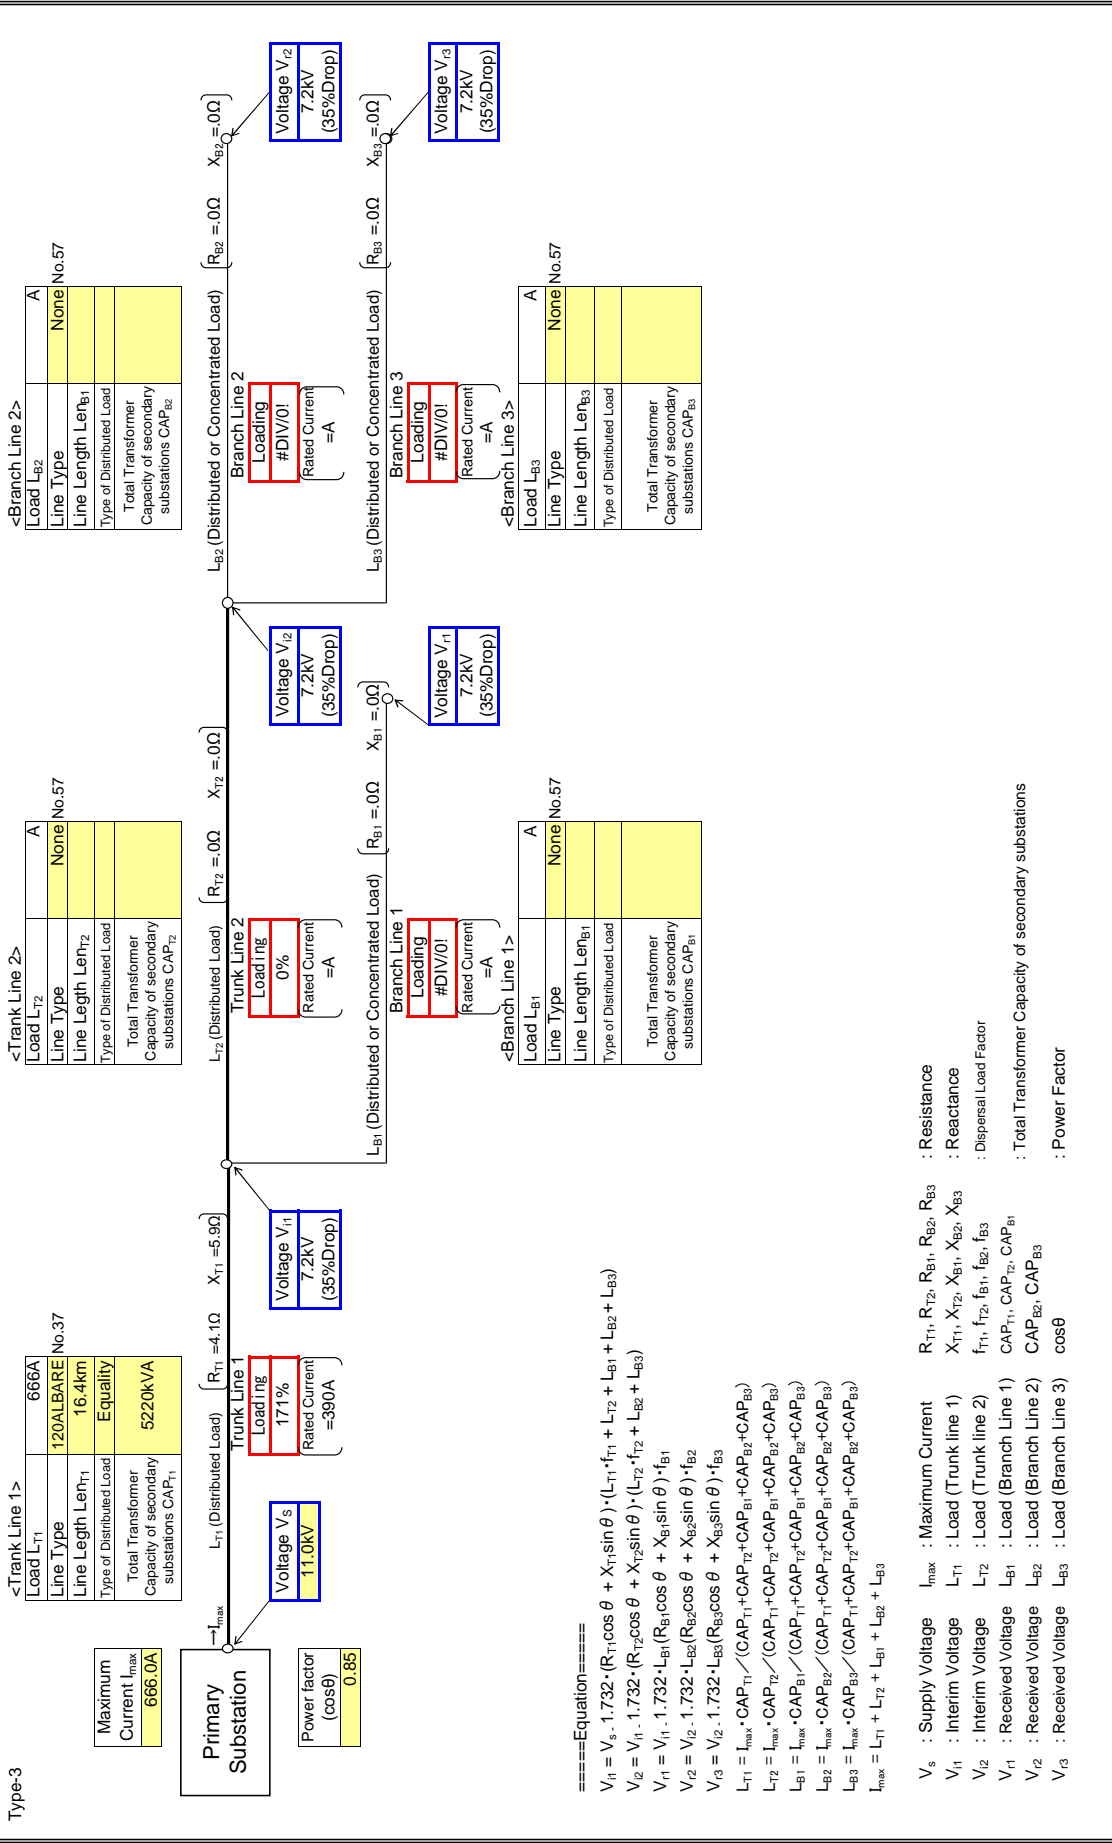 Type-3
Maximum
Current Imax
666.0A
Primary
Substation
Power factor
(cosθ)
0.85
→Imax
Voltage VS
11.0kV
<Trank Line 1>
Load LT1 666A
Line Type 120ALBARE No.37
Line Legth LenT1 16.4km
Type of Distributed Load Equality
Total Transformer
Capacity of secondary
substations CAPT1
5220kVA
LT1 (Distributed Load)
RT1 =4.1Ω XT1 =5.9Ω
Trunk Line 1
Loading
171%
Rated Current
=390A
Voltage Vi1
7.2kV
(35%Drop)
<Trank Line 2>
Load LT2 A
Line Type None No.57
Line Length LenT2
Type of Distributed Load
Total Transformer
Capacity of secondary
substations CAPT2
LT2 (Distributed Load)
RT2 =.0Ω XT2 =.0Ω
Trunk Line 2
Loading
0%
Rated Current
=A
Voltage Vi2
7.2kV
(35%Drop)
LB1 (Distributed or Concentrated Load)
RB1 =.0Ω XB1 =.0Ω
Branch Line 1
Loading
#DIV/0!
Rated Current
=A
Voltage Vr1
7.2kV
(35%Drop)
<Branch Line 1>
Load LB1 A
Line Type None No.57
Line Length LenB1
Type of Distributed Load
Total Transformer
Capacity of secondary
substations CAPB1
<Branch Line 2>
Load LB2 A
Line Type None No.57
Line Length LenB1
Type of Distributed Load
Total Transformer
Capacity of secondary
substations CAPB2
LB2 (Distributed or Concentrated Load)
RB2 =.0Ω XB2 =.0Ω
Branch Line 2
Loading
#DIV/0!
Rated Current
=A
Voltage Vr2
7.2kV
(35%Drop)
LB3 (Distributed or Concentrated Load)
RB3 =.0Ω XB3 =.0Ω
Branch Line 3
Loading
#DIV/0!
Rated Current
=A
Voltage Vr3
7.2kV
(35%Drop)
<Branch Line 3>
Load LB3 A
Line Type None No.57
Line Length LenB3
Type of Distributed Load
Total Transformer
Capacity of secondary
substations CAPB3
=====Equation=====
Vi1 = Vs - 1.732・(RT1cos θ + XT1sin θ)・(LT1・fT1 + LT2 + LB1 + LB2 + LB3)
Vi2 = Vi1 - 1.732・(RT2cos θ + XT2sin θ)・(LT2・fT2 + LB2 + LB3)
Vr1 = Vi1 - 1.732・LB1(RB1cos θ + XB1sin θ)・fB1
Vr2 = Vi2 - 1.732・LB2(RB2cos θ + XB2sin θ)・fB2
Vr3 = Vi2 - 1.732・LB3(RB3cos θ + XB3sin θ)・fB3
LT1 = Imax・CAPT1／(CAPT1+CAPT2+CAPB1+CAPB2+CAPB3)
LT2 = Imax・CAPT2／(CAPT1+CAPT2+CAPB1+CAPB2+CAPB3)
LB1 = Imax・CAPB1／(CAPT1+CAPT2+CAPB1+CAPB2+CAPB3)
LB2 = Imax・CAPB2／(CAPT1+CAPT2+CAPB1+CAPB2+CAPB3)
LB3 = Imax・CAPB3／(CAPT1+CAPT2+CAPB1+CAPB2+CAPB3)
Imax = LT1 + LT2 + LB1 + LB2 + LB3
Vs : Supply Voltage Imax : Maximum Current RT1, RT2, RB1, RB2, RB3 : Resistance
Vi1 : Interim Voltage LT1 : Load (Trunk line 1) XT1, XT2, XB1, XB2, XB3 : Reactance
Vi2 : Interim Voltage LT2 : Load (Trunk line 2) fT1, fT2, fB1, fB2, fB3 : Dispersal Load Factor
Vr1 : Received Voltage LB1 : Load (Branch Line 1) CAPT1, CAPT2, CAPB1 : Total Transformer Capacity of secondary substations
Vr2 : Received Voltage LB2 : Load (Branch Line 2) CAPB2, CAPB3
Vr3 : Received Voltage LB3 : Load (Branch Line 3) cosθ : Power Factor